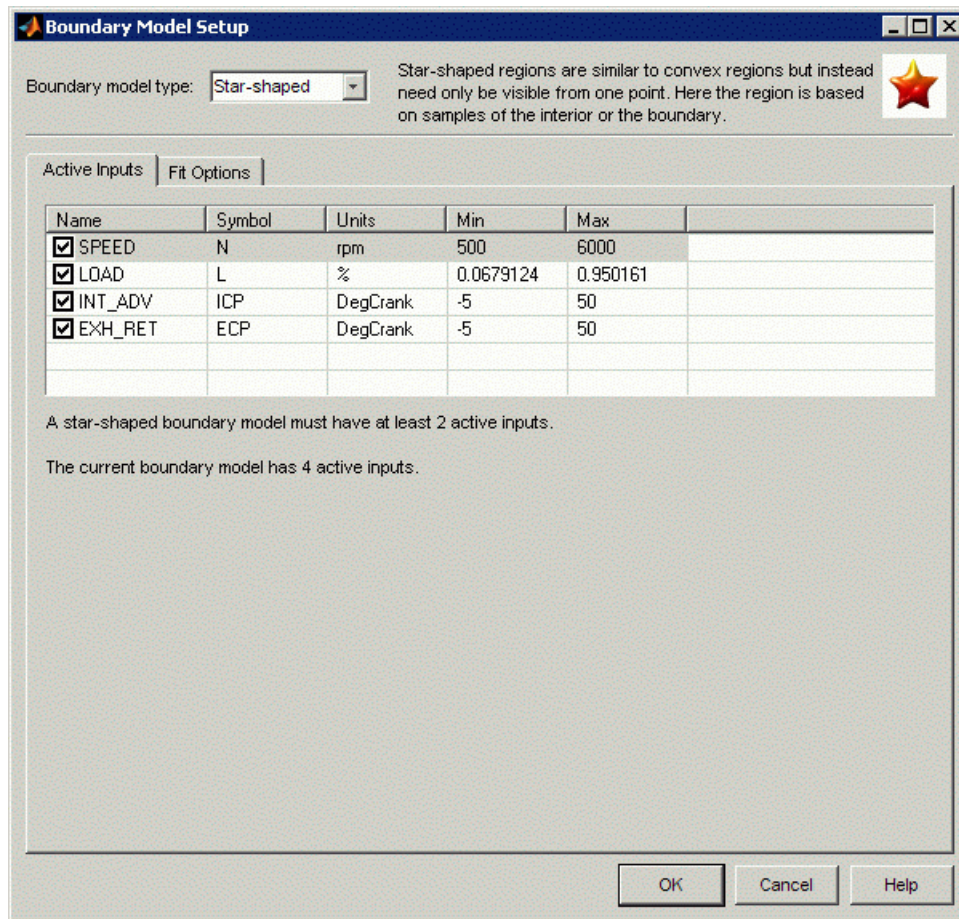 Boundary Model Setup
Boundary model type: Star-shaped
Star-shaped regions are similar to convex regions but instead
need only be visible from one point. Here the region is based
on samples of the interior or the boundary.
Active Inputs Fit Options
Name Symbol Units Min Max
SPEED N rpm 500 6000
LOAD L % 0.0679124 0.950161
INT_ADV ICP DegCrank -5 50
EXH_RET ECP DegCrank -5 50
A star-shaped boundary model must have at least 2 active inputs.
The current boundary model has 4 active inputs.
OK Cancel Help